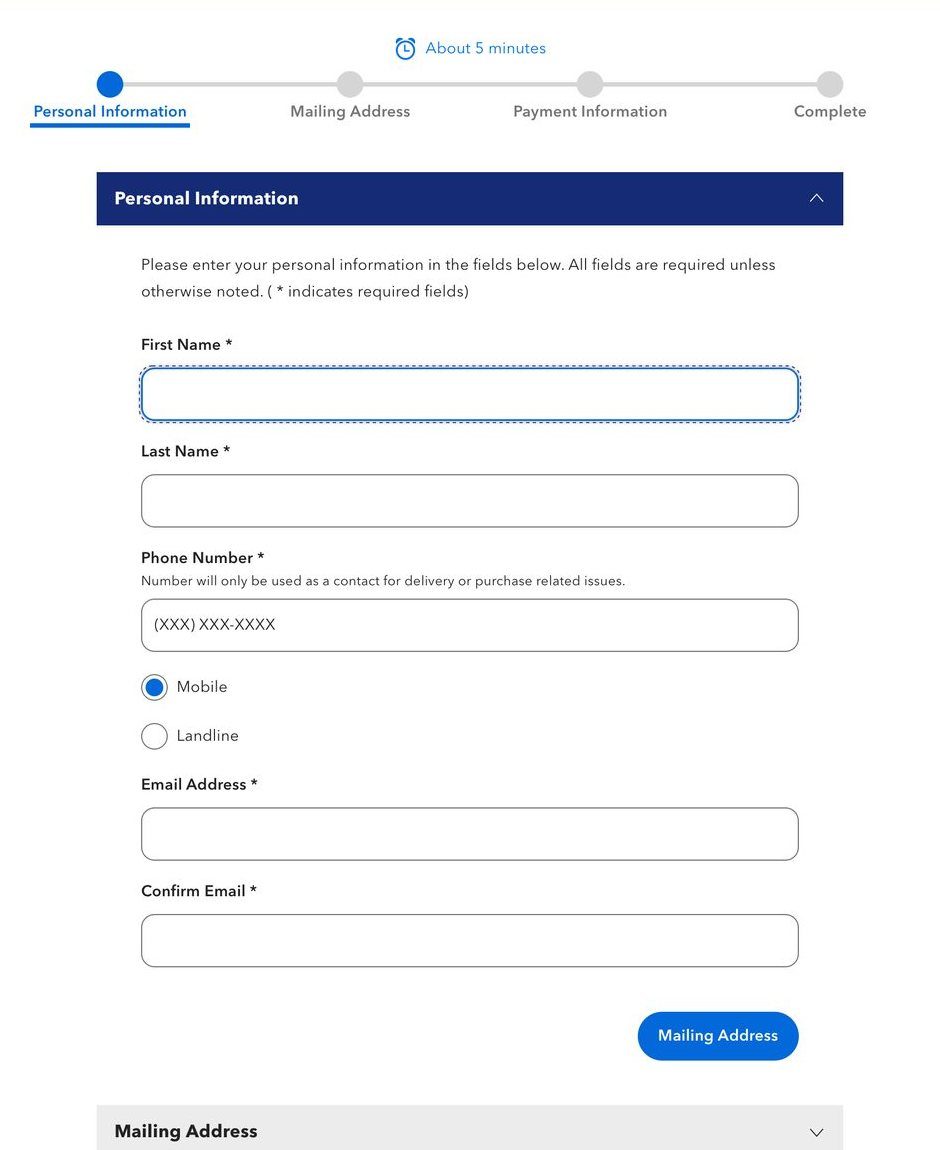 About 5 minutes
Personal Information
Mailing Address
Payment Information
Complete
Personal Information
Please enter your personal information in the fields below. All fields are required unless
otherwise noted. ( * indicates required fields)
First Name *
Last Name *
Phone Number *
Number will only be used as a contact for delivery or purchase related issues.
(XXX) XXX-XXXX
Mobile
Landline
Email Address *
Confirm Email *
Mailing Address
Mailing Address